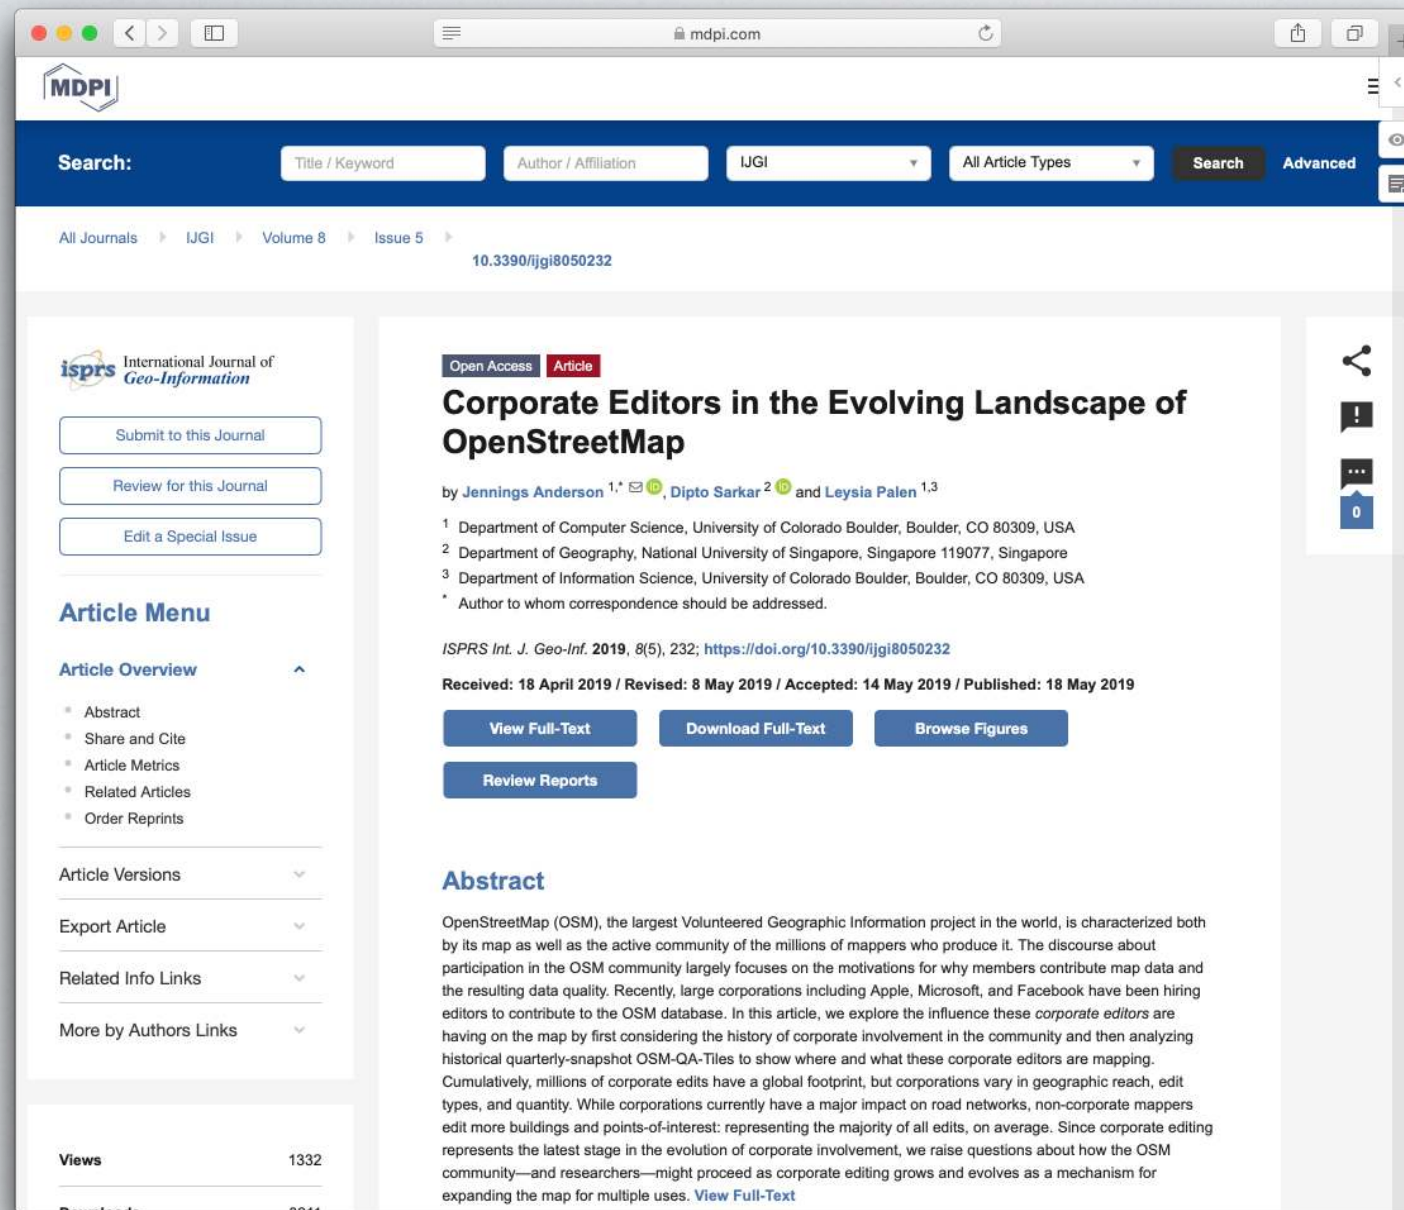 mdpi.com
MDPI
Search:
Title / Keyword
Author / Affiliation
IJGI
All Article Types
Search
Advanced
All Journals
IJGI
Volume 8
Issue 5
10.3390/ijgi8050232
isprs International Journal of
Geo-Information
Submit to this Journal
Review for this Journal
Edit a Special Issue
Article Menu
Article Overview
Abstract
Share and Cite
Article Metrics
Related Articles
Order Reprints
Article Versions
Export Article
Related Info Links
More by Authors Links
Views 1332
Open Access Article
Corporate Editors in the Evolving Landscape of
OpenStreetMap
by Jennings Anderson 1,* iD, Dipto Sarkar 2 iD and Leysia Palen 1,3
1 Department of Computer Science, University of Colorado Boulder, Boulder, CO 80309, USA
2 Department of Geography, National University of Singapore, Singapore 119077, Singapore
3 Department of Information Science, University of Colorado Boulder, Boulder, CO 80309, USA
* Author to whom correspondence should be addressed.
ISPRS Int. J. Geo-Inf. 2019, 8(5), 232; https://doi.org/10.3390/ijgi8050232
Received: 18 April 2019 / Revised: 8 May 2019 / Accepted: 14 May 2019 / Published: 18 May 2019
View Full-Text
Download Full-Text
Browse Figures
Review Reports
Abstract
OpenStreetMap (OSM), the largest Volunteered Geographic Information project in the world, is characterized both
by its map as well as the active community of the millions of mappers who produce it. The discourse about
participation in the OSM community largely focuses on the motivations for why members contribute map data and
the resulting data quality. Recently, large corporations including Apple, Microsoft, and Facebook have been hiring
editors to contribute to the OSM database. In this article, we explore the influence these corporate editors are
having on the map by first considering the history of corporate involvement in the community and then analyzing
historical quarterly-snapshot OSM-QA-Tiles to show where and what these corporate editors are mapping.
Cumulatively, millions of corporate edits have a global footprint, but corporations vary in geographic reach, edit
types, and quantity. While corporations currently have a major impact on road networks, non-corporate mappers
edit more buildings and points-of-interest: representing the majority of all edits, on average. Since corporate editing
represents the latest stage in the evolution of corporate involvement, we raise questions about how the OSM
community—and researchers—might proceed as corporate editing grows and evolves as a mechanism for
expanding the map for multiple uses. View Full-Text
0